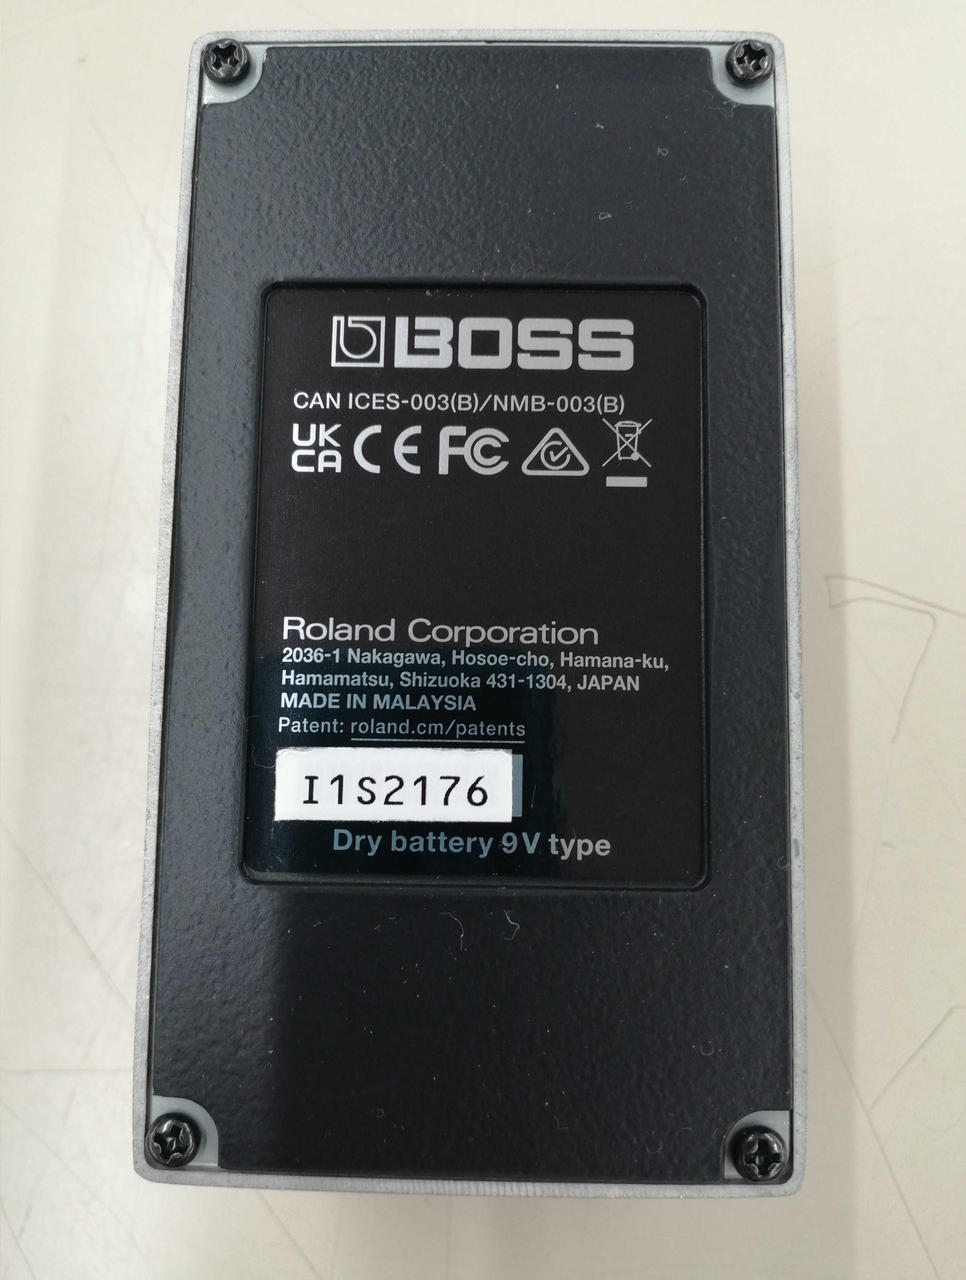 BOSS
CAN ICES-003(B)/NMB-003(B)
UK
CA CE FC
Roland Corporation
2036-1 Nakagawa, Hosoe-cho, Hamana-ku,
Hamamatsu, Shizuoka 431-1304, JAPAN
MADE IN MALAYSIA
Patent: roland.cm/patents
I1S2176
Dry battery 9V type